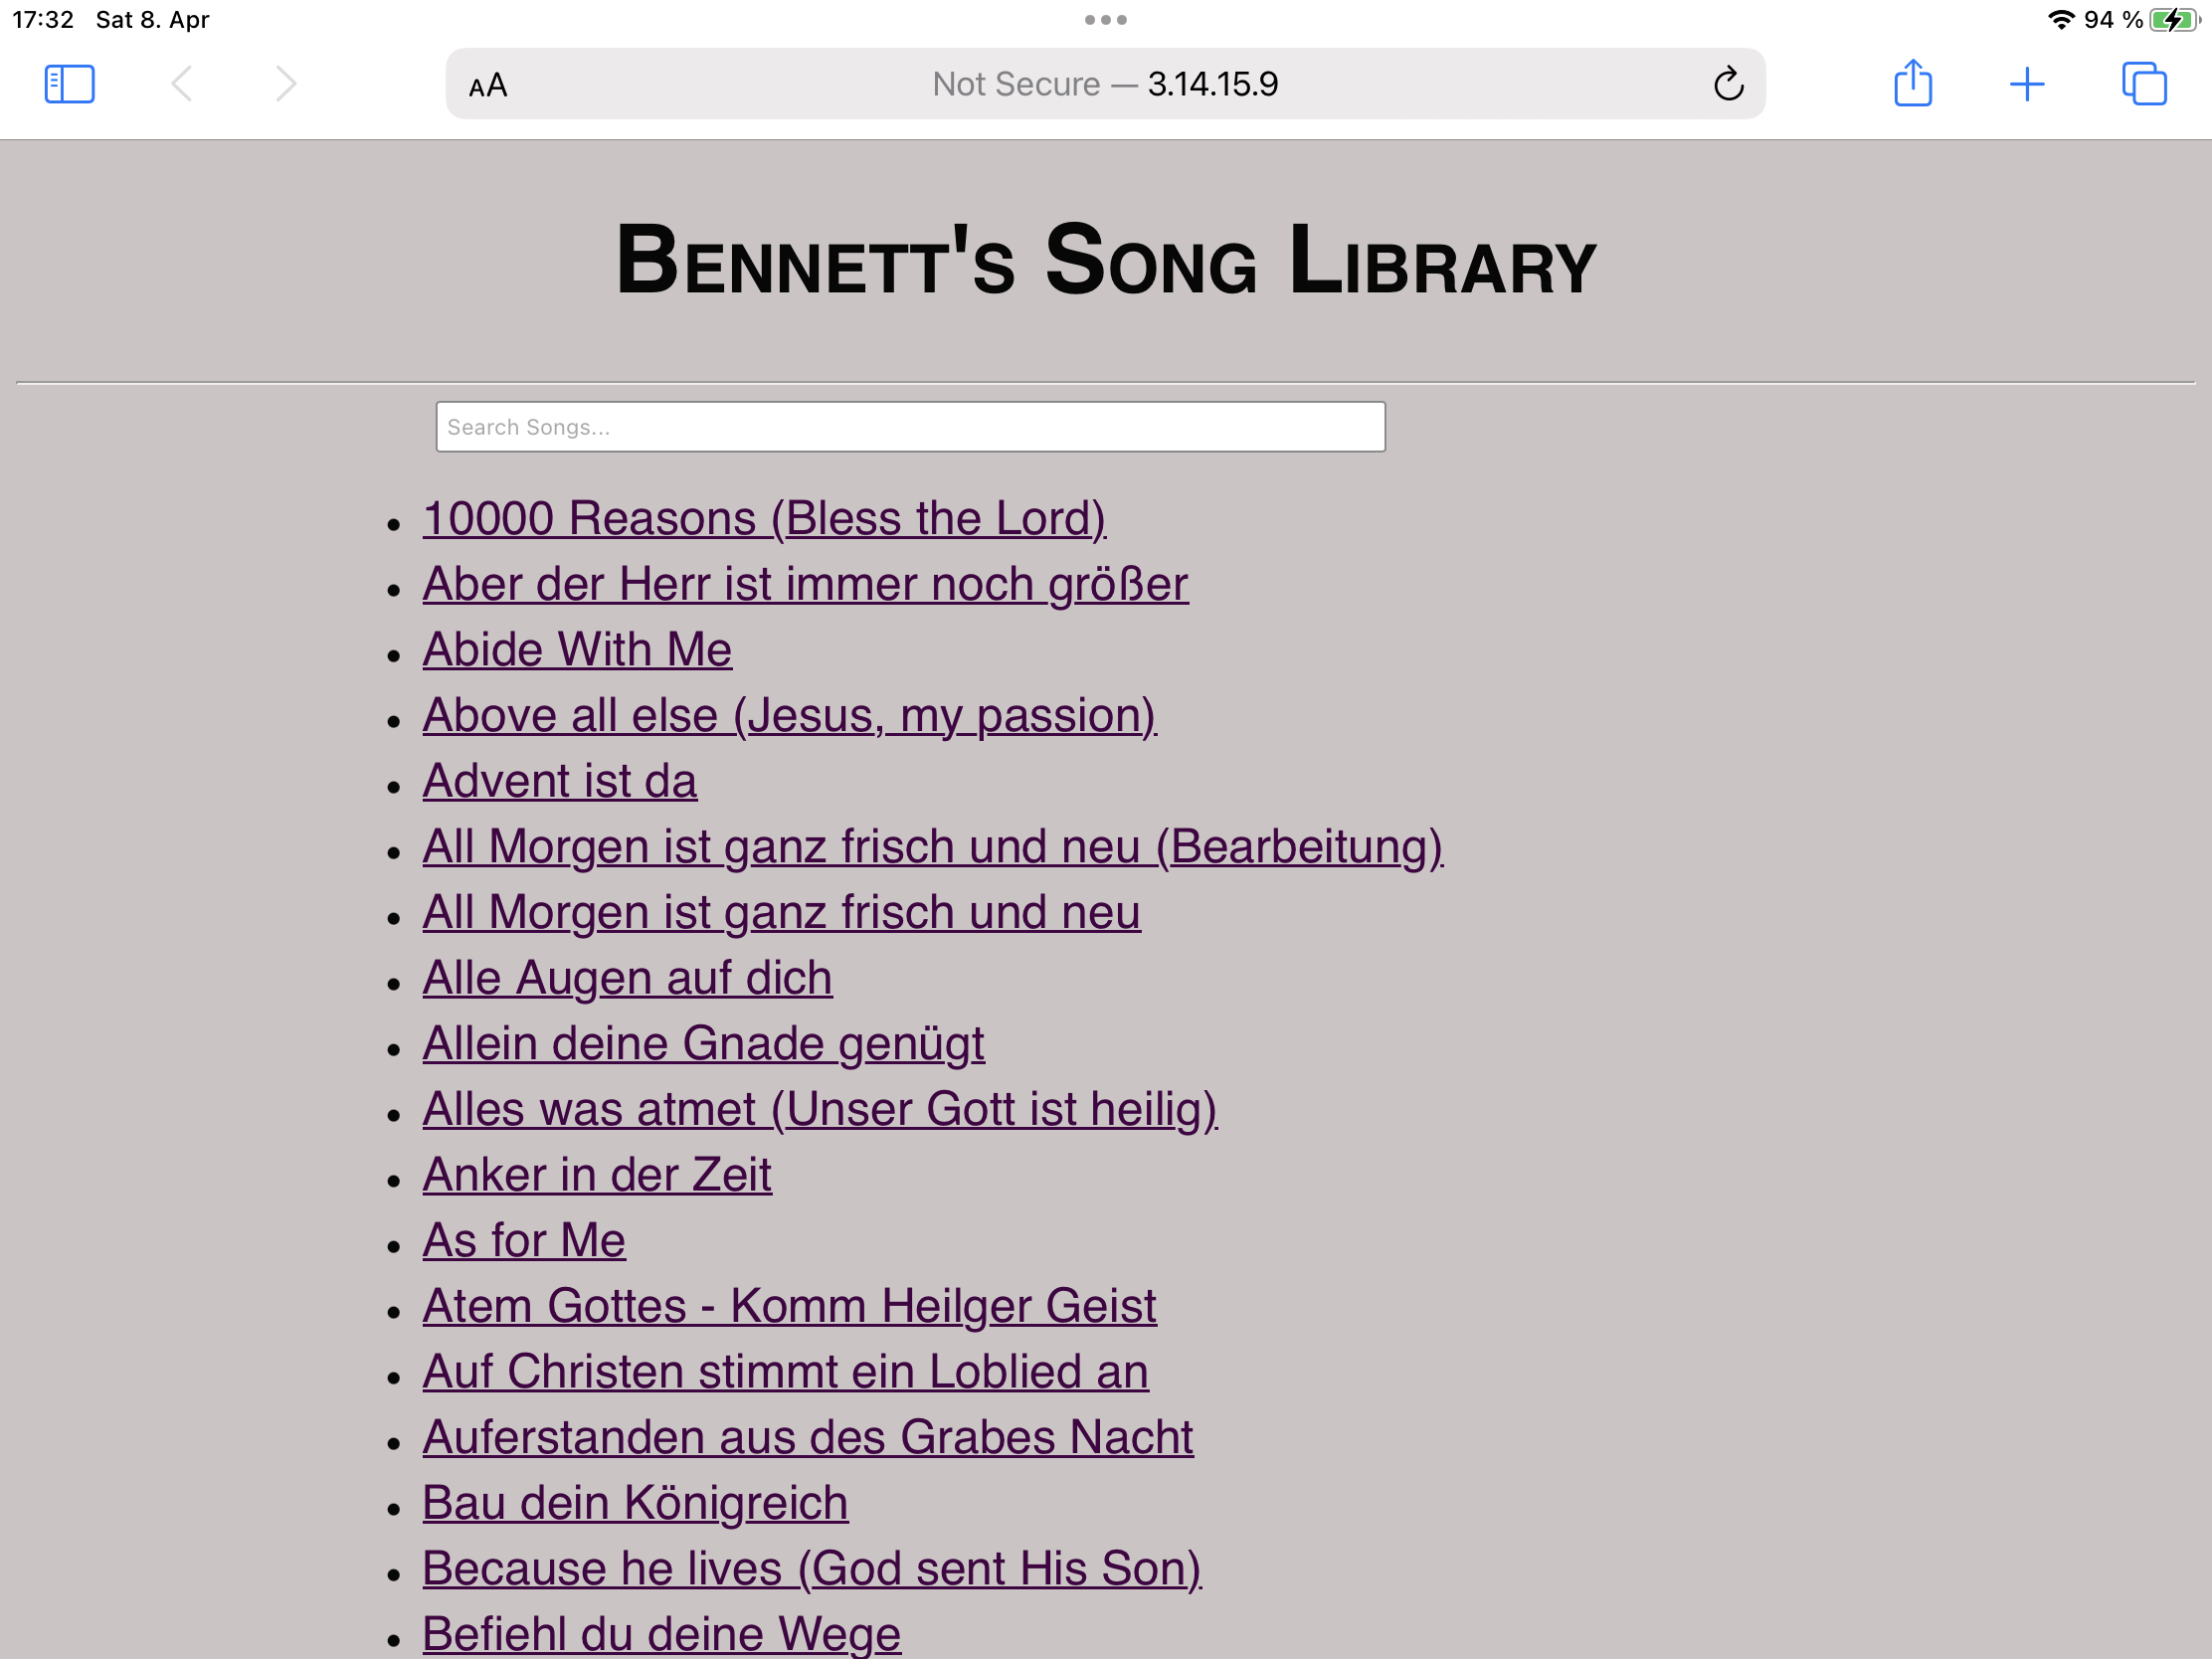 17:32 Sat 8. Apr 94 %
AA Not Secure — 3.14.15.9
Bennett's Song Library
Search Songs...
• 10000 Reasons (Bless the Lord)
• Aber der Herr ist immer noch größer
• Abide With Me
• Above all else (Jesus, my passion)
• Advent ist da
• All Morgen ist ganz frisch und neu (Bearbeitung)
• All Morgen ist ganz frisch und neu
• Alle Augen auf dich
• Allein deine Gnade genügt
• Alles was atmet (Unser Gott ist heilig)
• Anker in der Zeit
• As for Me
• Atem Gottes - Komm Heilger Geist
• Auf Christen stimmt ein Loblied an
• Auferstanden aus des Grabes Nacht
• Bau dein Königreich
• Because he lives (God sent His Son)
• Befiehl du deine Wege